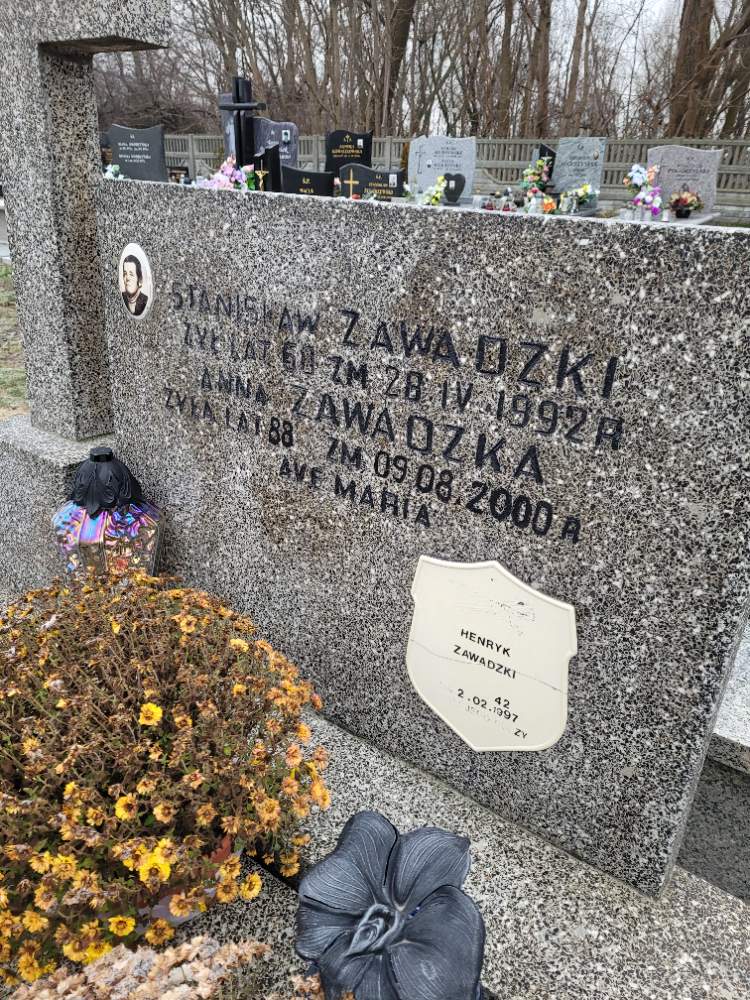 STANISŁAW ZAWADZKI
ŻYŁ LAT 60 ZM 28 IV 1992 R
ANNA ZAWADZKA
ŻYŁA LAT 88 ZM 09.08.2000 R
AVE MARIA
HENRYK
ZAWADZKI
42
2.02.1997
ZY